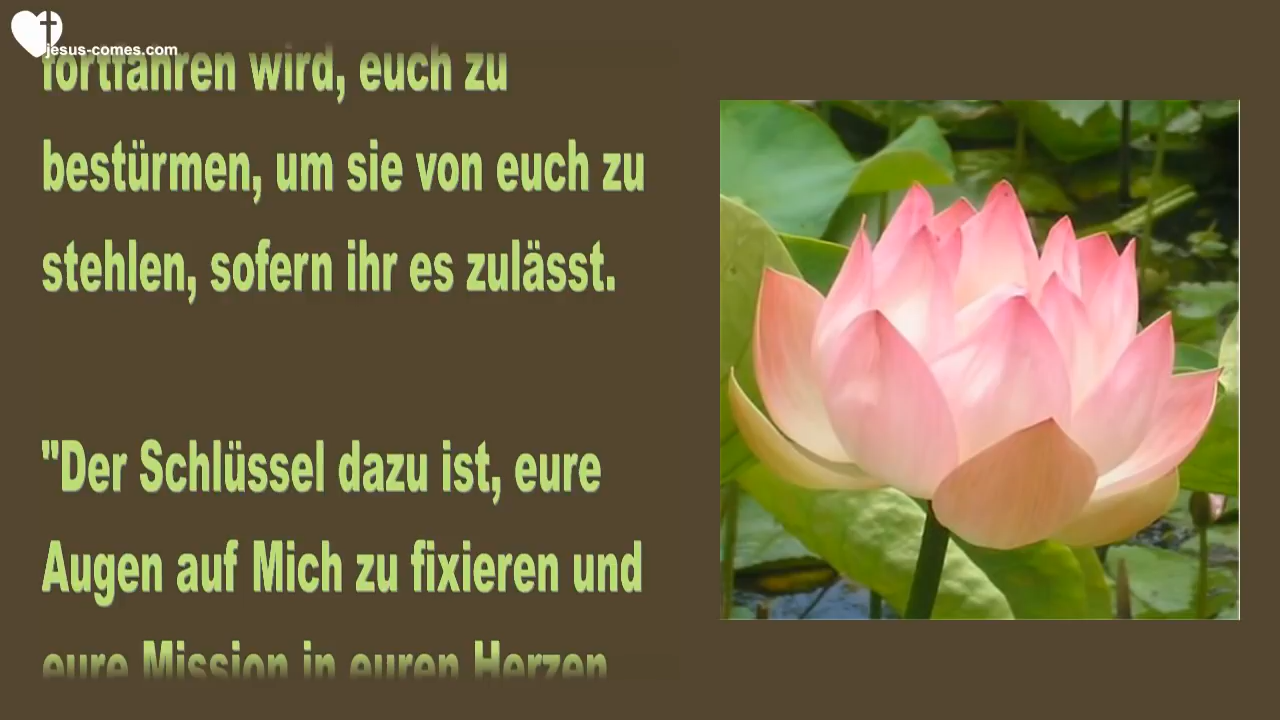 jesus-comes.com
fortfahren wird, euch zu
bestürmen, um sie von euch zu
stehlen, sofern ihr es zulässt.
"Der Schlüssel dazu ist, eure
Augen auf Mich zu fixieren und
eure Mission in euren Herzen